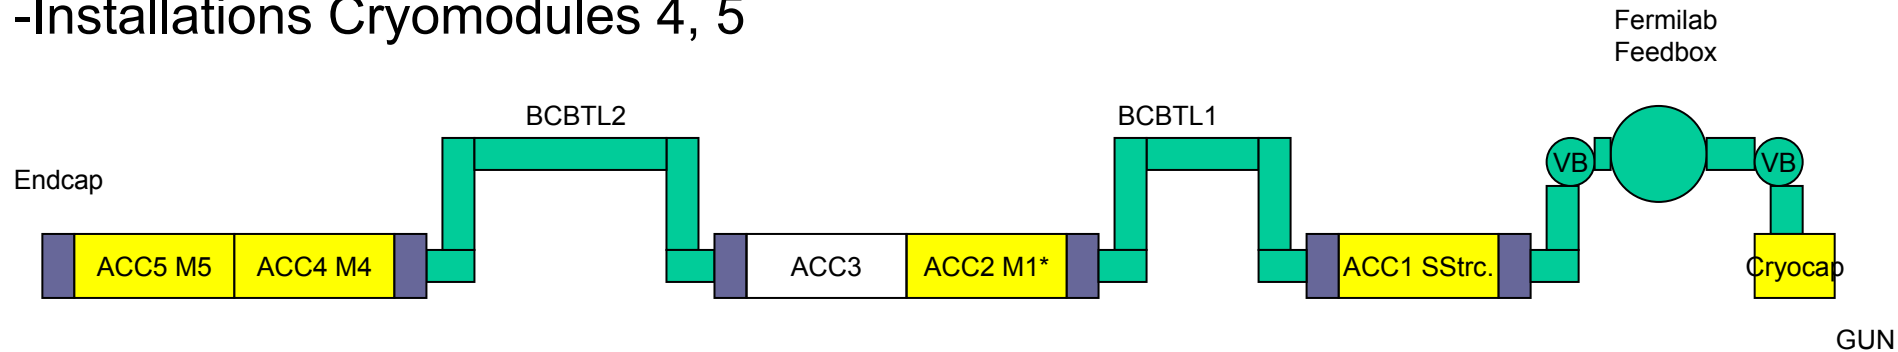 -Installations Cryomodules 4, 5
Fermilab
Feedbox
BCBTL2
BCBTL1
VB
VB
Endcap
ACC5 M5
ACC4 M4
ACC3
ACC2 M1*
ACC1 SStrc.
Cryocap
GUN